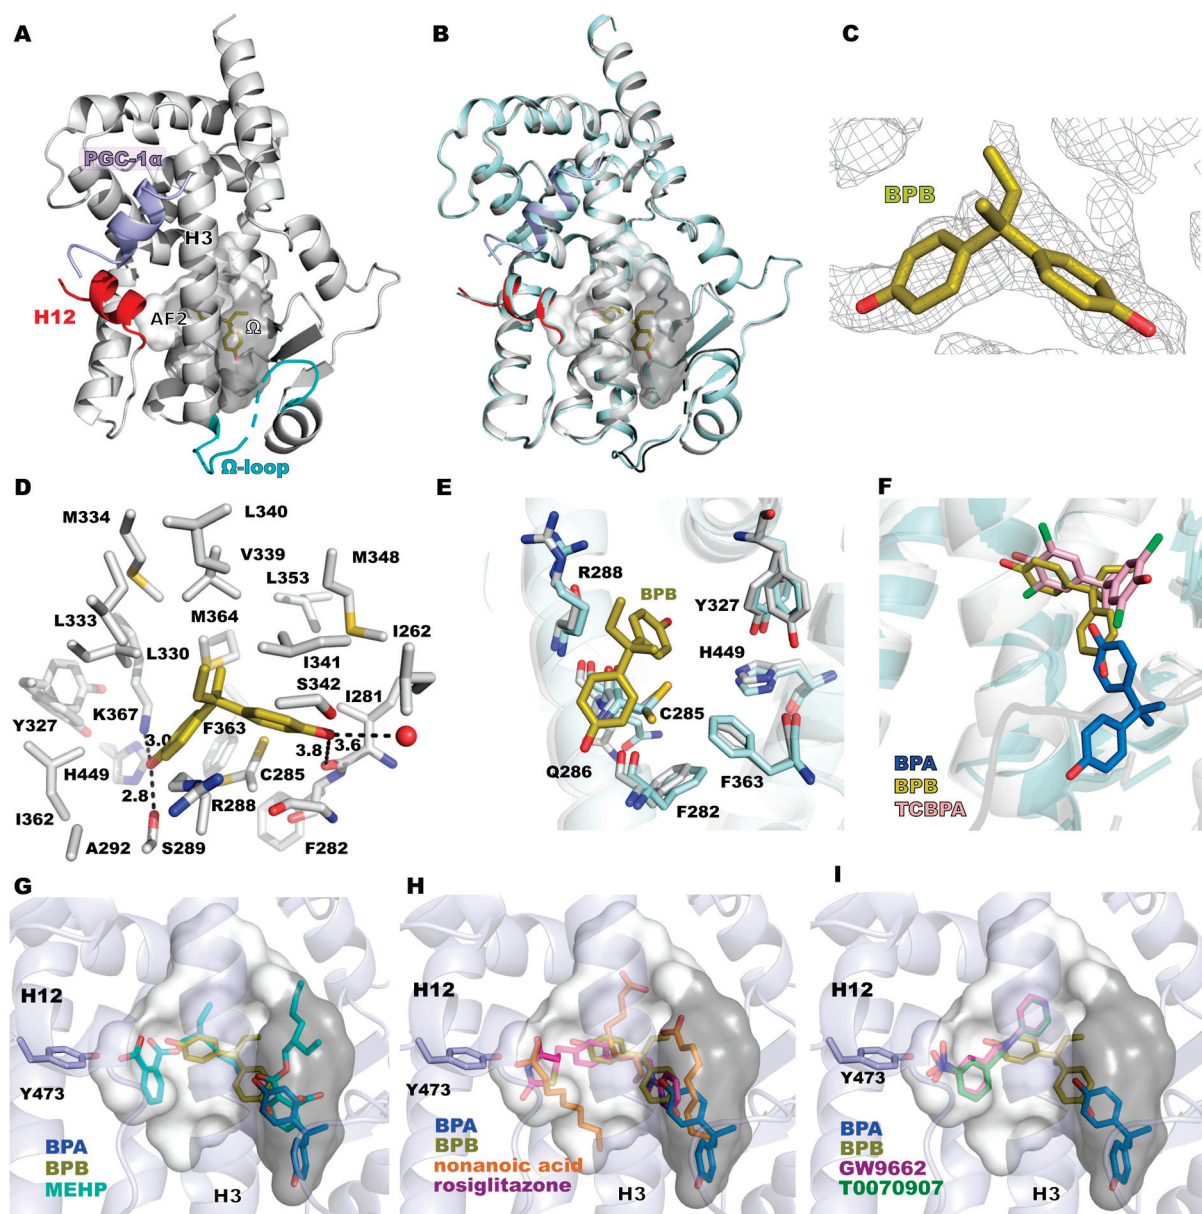 A
PGC-1α
H3
H12
AF2
Ω
Ω-loop
B
C
BPB
D
M334
L340
V339
L353
M348
L333
M364
I262
L330
I341
S342
I281
Y327
K367
3.0
F363
3.8
3.6
H449
C285
2.8
R288
I362
A292
S289
F282
E
R288
BPB
Y327
H449
C285
Q286
F363
F282
F
BPA
BPB
TCBPA
G
H12
Y473
BPA
BPB
MEHP
H3
H
H12
Y473
BPA
BPB
nonanoic acid
rosiglitazone
H3
I
H12
Y473
BPA
BPB
GW9662
T0070907
H3